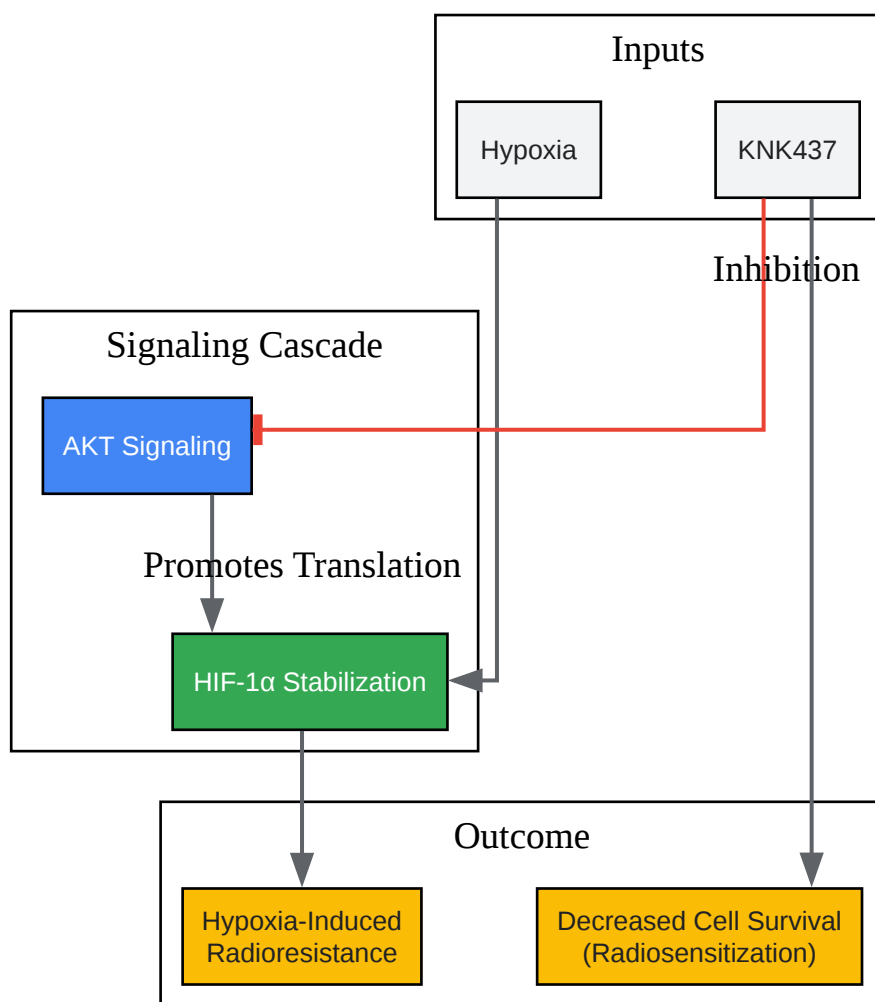 Inputs
Hypoxia
KNK437
Inhibition
Signaling Cascade
AKT Signaling
Promotes Translation
HIF-1α Stabilization
Outcome
Hypoxia-Induced
Radioresistance
Decreased Cell Survival
(Radiosensitization)